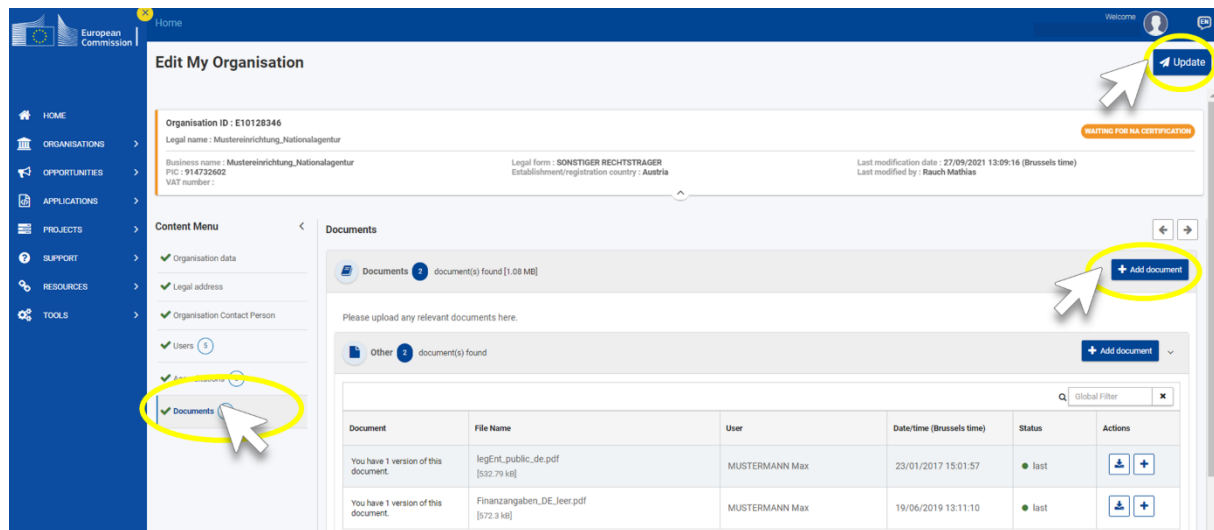 European
Commission
Home
Welcome
EN
Edit My Organisation
Update
HOME
ORGANISATIONS
OPPORTUNITIES
APPLICATIONS
PROJECTS
SUPPORT
RESOURCES
TOOLS
Organisation ID : E10128346
Legal name : Mustereinrichtung_Nationalagentur
WAITING FOR NA CERTIFICATION
Business name : Mustereinrichtung_Nationalagentur
PIC : 914732602
VAT number :
Legal form : SONSTIGER RECHTSTRAGER
Establishment/registration country : Austria
Last modification date : 27/09/2021 13:09:16 (Brussels time)
Last modified by : Rauch Mathias
Content Menu
Organisation data
Legal address
Organisation Contact Person
Users 5
Documents
Documents
Documents 2 document(s) found [1.08 MB]
+ Add document
Please upload any relevant documents here.
Other 2 document(s) found
+ Add document
Global Filter
Document File Name User Date/time (Brussels time) Status Actions
You have 1 version of this
document.
legEnt_public_de.pdf
[532.79 kB]
MUSTERMANN Max
23/01/2017 15:01:57
last
You have 1 version of this
document.
Finanzangaben_DE_leer.pdf
[572.3 kB]
MUSTERMANN Max
19/06/2019 13:11:10
last